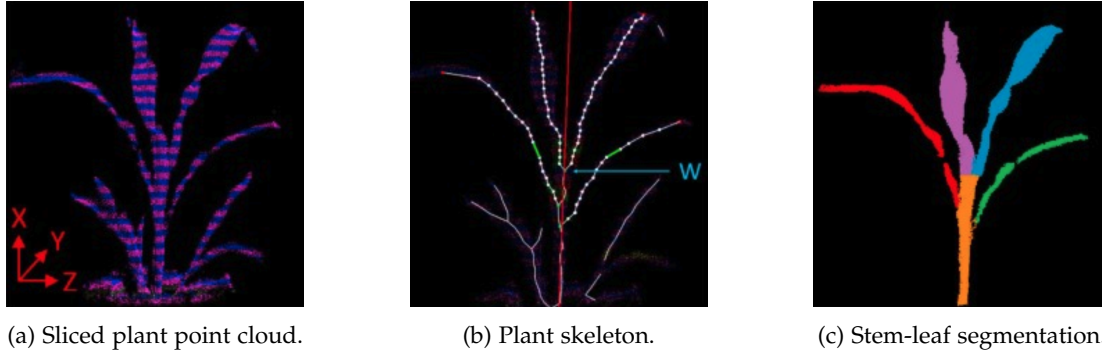 X
Y
Z
W
(a) Sliced plant point cloud.
(b) Plant skeleton.
(c) Stem-leaf segmentation